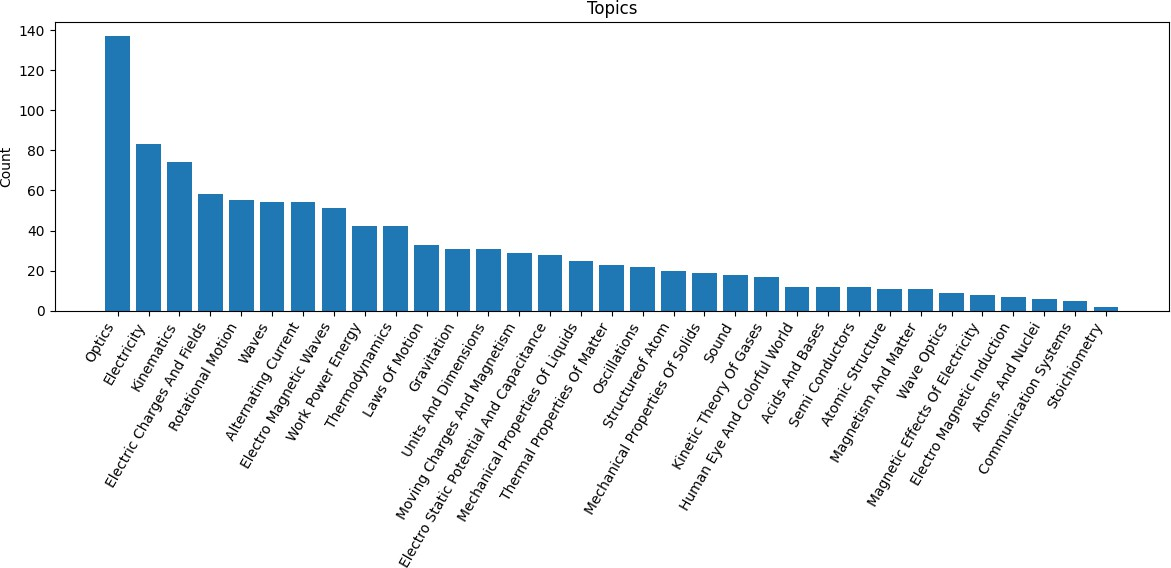 Topics
Count
140
120
100
80
60
40
20
0
Optics
Electricity
Kinematics
Electric Charges And Fields
Rotational Motion
Waves
Alternating Current
Electro Magnetic Waves
Work Power Energy
Thermodynamics
Laws Of Motion
Gravitation
Units And Dimensions
Moving Charges And Magnetism
Electro Static Potential And Capacitance
Mechanical Properties Of Liquids
Thermal Properties Of Matter
Oscillations
Structureof Atom
Mechanical Properties Of Solids
Sound
Kinetic Theory Of Gases
Human Eye And Colorful World
Acids And Bases
Semi Conductors
Atomic Structure
Magnetism And Matter
Wave Optics
Magnetic Effects Of Electricity
Electro Magnetic Induction
Atoms And Nuclei
Communication Systems
Stoichiometry